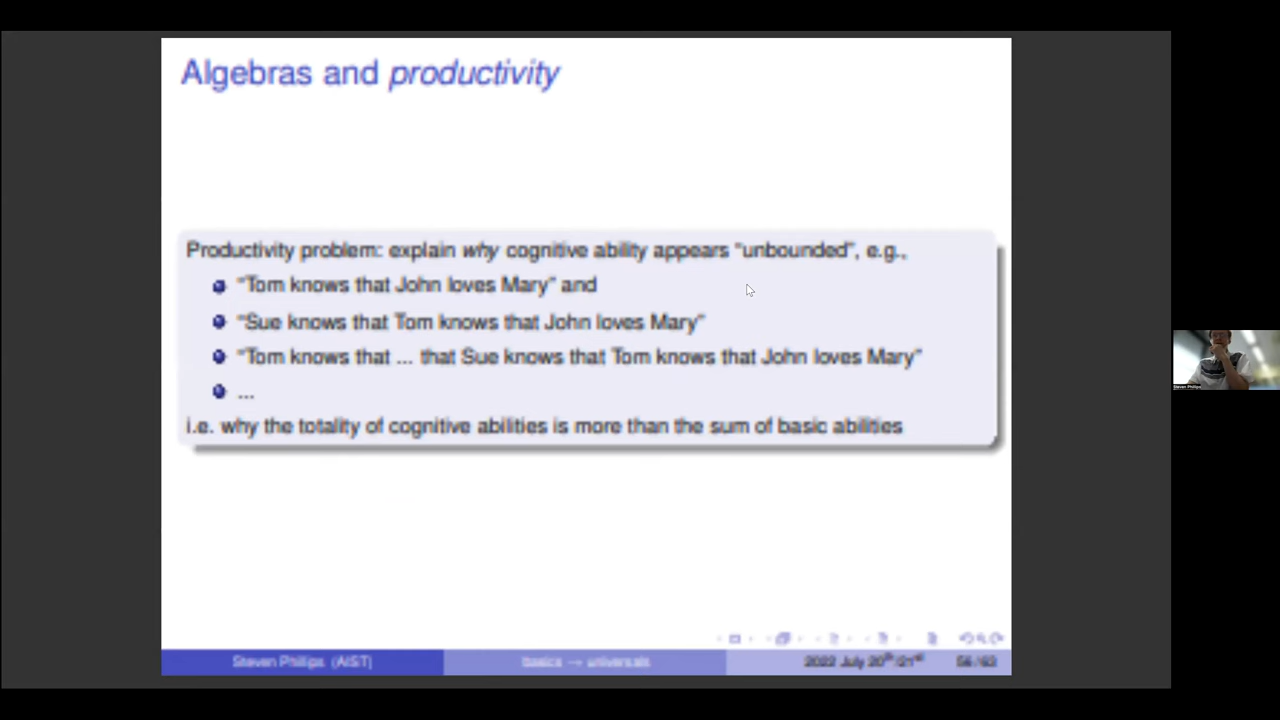 Algebras and productivity
Productivity problem: explain why cognitive ability appears "unbounded", e.g.,
"Tom knows that John loves Mary" and
"Sue knows that Tom knows that John loves Mary"
"Tom knows that ... that Sue knows that Tom knows that John loves Mary"
...
i.e. why the totality of cognitive abilities is more than the sum of basic abilities
Steven Phillips (AIST)
basics → universals
2022 July 20th/21st
56/63
Steven Phillips